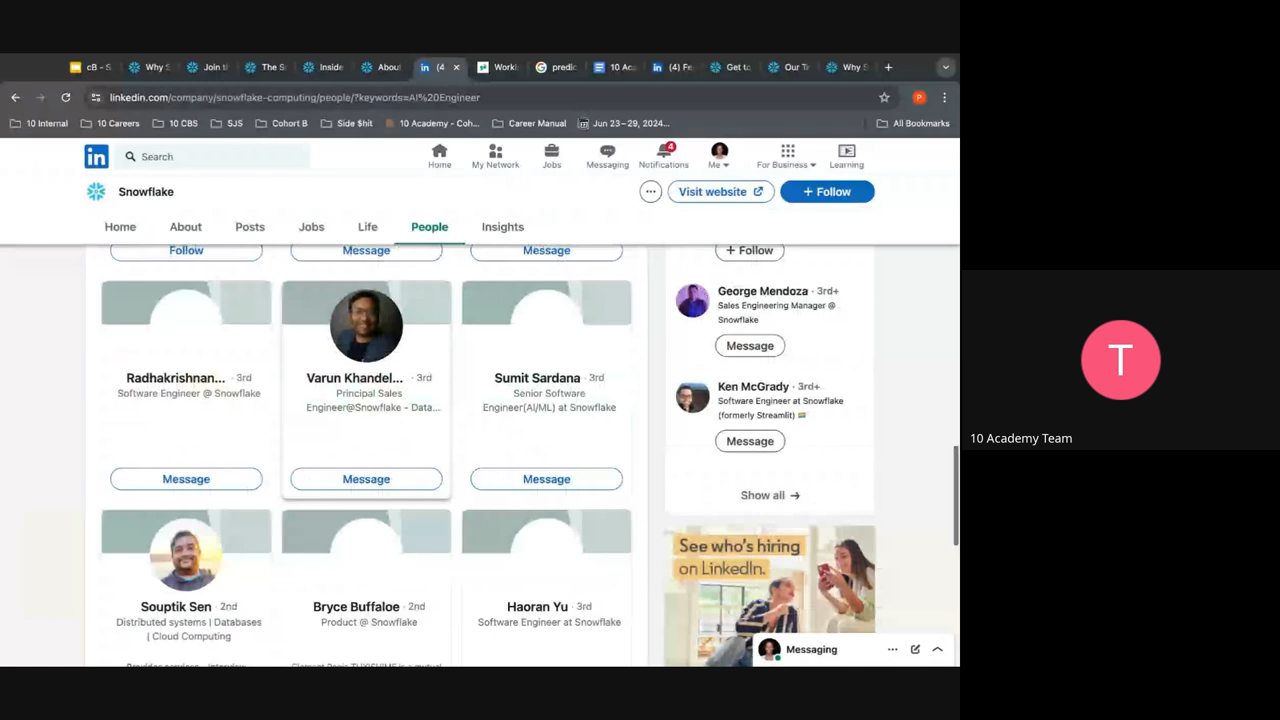 cB - S
Why S
Join ti
The S
Inside
About
(4
Worki
predic
10 Aca
(4) Fe
Get to
Our Te
Why S
linkedin.com/company/snowflake-computing/people/?keywords=AI%20Engineer
10 Internal
10 Careers
10 CBS
SJS
Cohort B
Side $hit
10 Academy - Coh...
Career Manual
Jun 23–29, 2024...
All Bookmarks
in
Search
Home
My Network
Jobs
Messaging
4
Notifications
Me
For Business
Learning
Snowflake
Visit website
+ Follow
Home
About
Posts
Jobs
Life
People
Insights
Follow
Message
Message
+ Follow
Radhakrishnan... · 3rd
Software Engineer @ Snowflake
Message
Varun Khandel... · 3rd
Principal Sales
Engineer@Snowflake - Data...
Message
Sumit Sardana · 3rd
Senior Software
Engineer(AI/ML) at Snowflake
Message
George Mendoza · 3rd+
Sales Engineering Manager @
Snowflake
Message
Ken McGrady · 3rd+
Software Engineer at Snowflake
(formerly Streamlit)
Message
Show all →
Souptik Sen · 2nd
Distributed systems | Databases
| Cloud Computing
Bryce Buffaloe · 2nd
Product @ Snowflake
Haoran Yu · 3rd
Software Engineer at Snowflake
See who's hiring
on LinkedIn.
Messaging
T
10 Academy Team